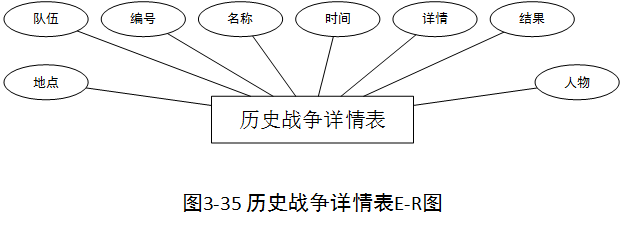 队伍 编号 名称 时间 详情 结果
地点 人物
历史战争详情表
图3-35 历史战争详情表E-R图